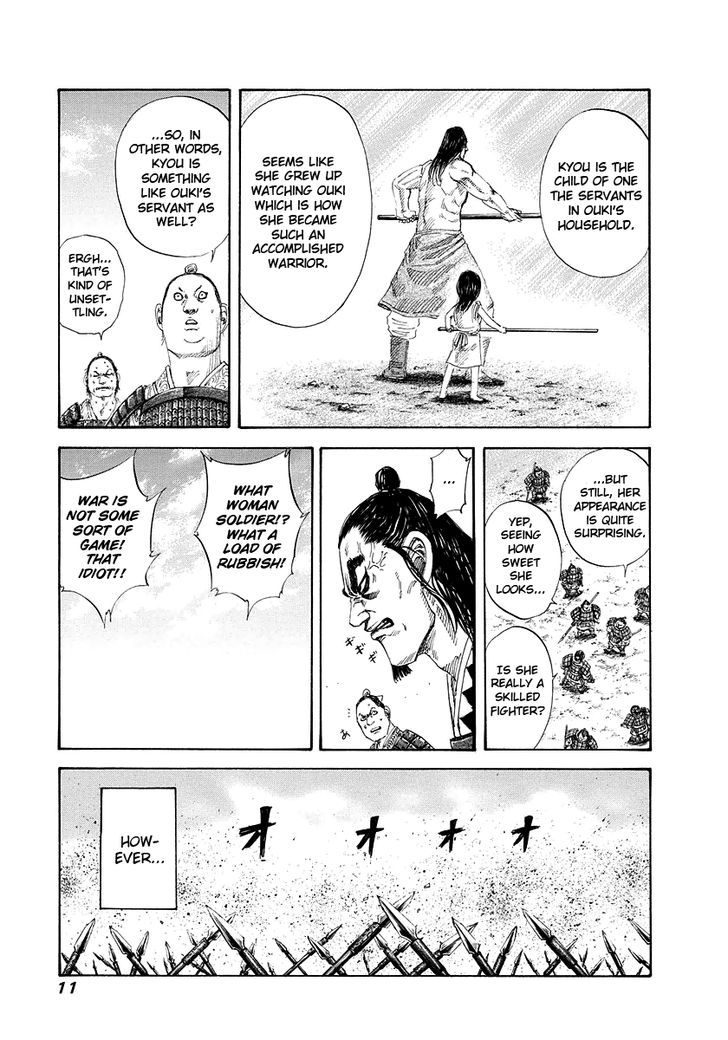 KYOU IS THE
CHILD OF ONE
THE SERVANTS
IN OUKI'S
HOUSEHOLD.
SEEMS LIKE
SHE GREW UP
WATCHING OUKI
WHICH IS HOW
SHE BECAME
SUCH AN
ACCOMPLISHED
WARRIOR.
...SO, IN
OTHER WORDS,
KYOU IS
SOMETHING
LIKE OUKI'S
SERVANT AS
WELL?
ERGH...
THAT'S
KIND OF
UNSET-
TLING.
...BUT
STILL, HER
APPEARANCE
IS QUITE
SURPRISING.
YEP,
SEEING
HOW
SWEET
SHE
LOOKS...
IS SHE
REALLY A
SKILLED
FIGHTER?
...
WHAT
WOMAN
SOLDIER!?
WHAT A
LOAD OF
RUBBISH!
WAR IS
NOT SOME
SORT OF
GAME!
THAT
IDIOT!!
HOW-
EVER...
オオオオ
11